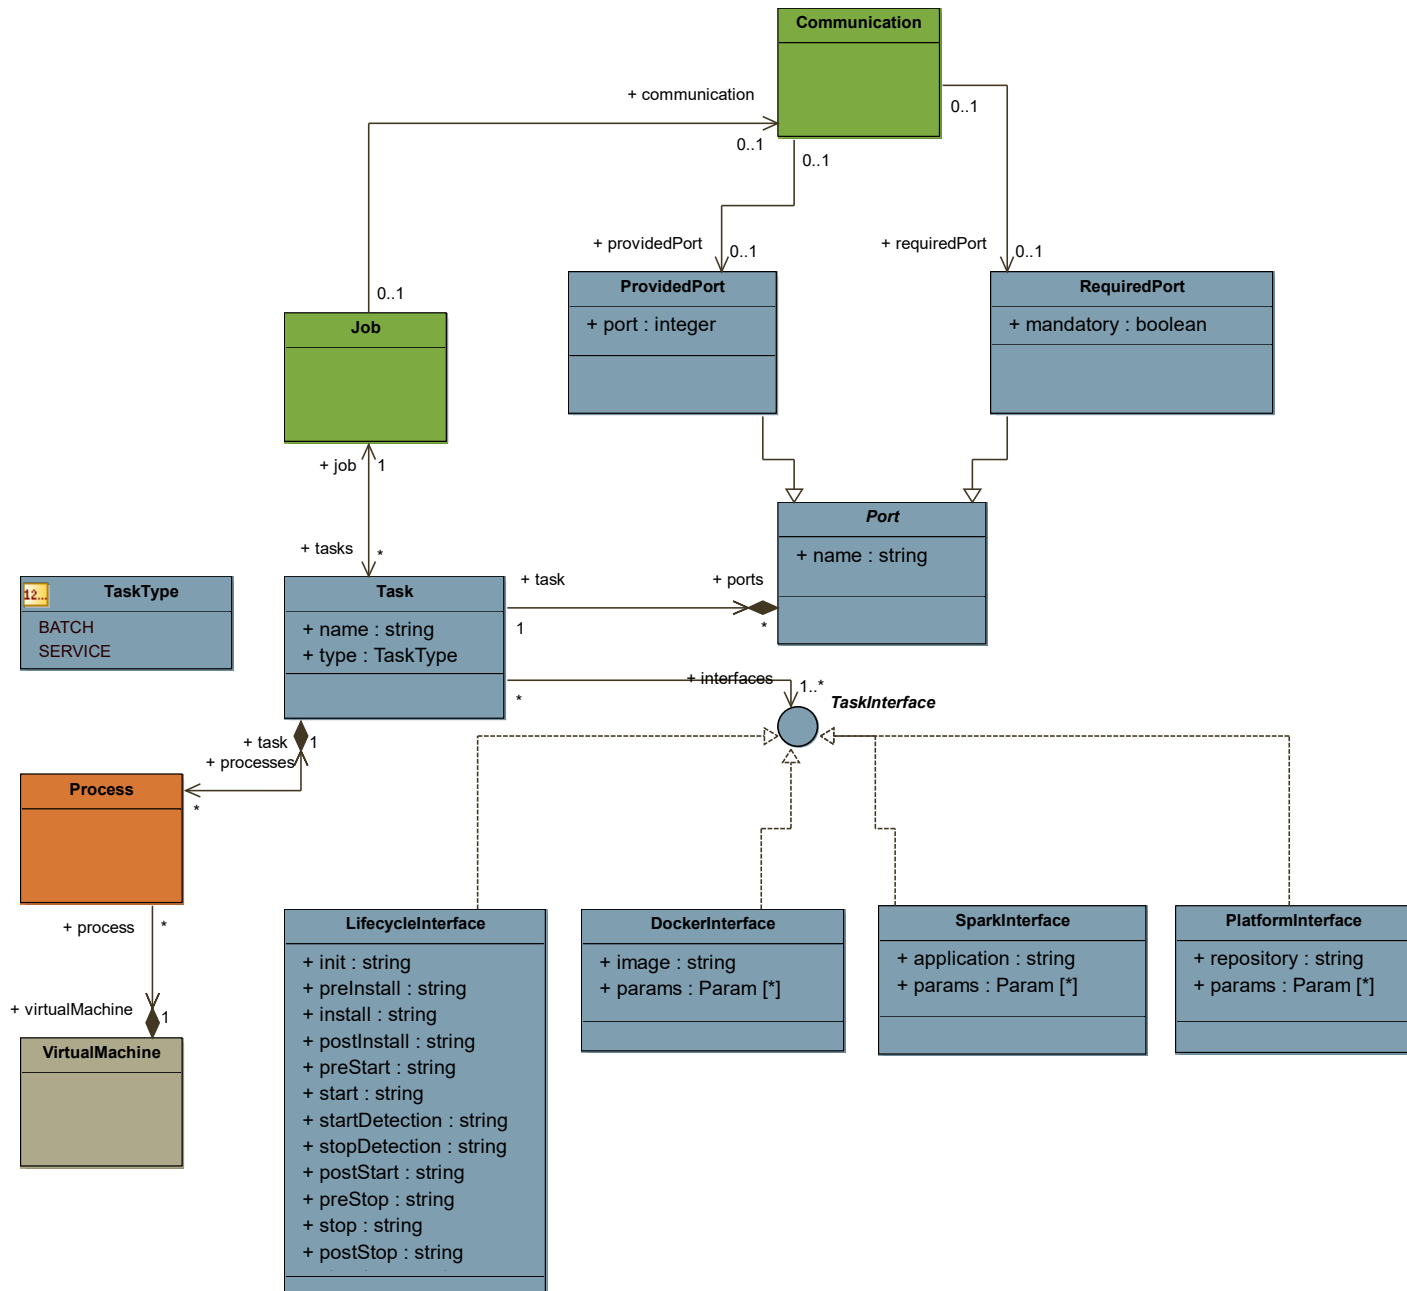 Communication
+ communication
0..1
0..1
0..1
+ providedPort
0..1
+ requiredPort
0..1
ProvidedPort
+ port : integer
RequiredPort
+ mandatory : boolean
0..1
Job
+ job
1
+ tasks
*
Port
+ name : string
+ task
1
+ ports
*
12...
TaskType
BATCH
SERVICE
Task
+ name : string
+ type : TaskType
*
+ interfaces
1..*
TaskInterface
+ task
1
+ processes
*
Process
+ process
*
+ virtualMachine
1
VirtualMachine
LifecycleInterface
+ init : string
+ preInstall : string
+ install : string
+ postInstall : string
+ preStart : string
+ start : string
+ startDetection : string
+ stopDetection : string
+ postStart : string
+ preStop : string
+ stop : string
+ postStop : string
DockerInterface
+ image : string
+ params : Param [*]
SparkInterface
+ application : string
+ params : Param [*]
PlatformInterface
+ repository : string
+ params : Param [*]